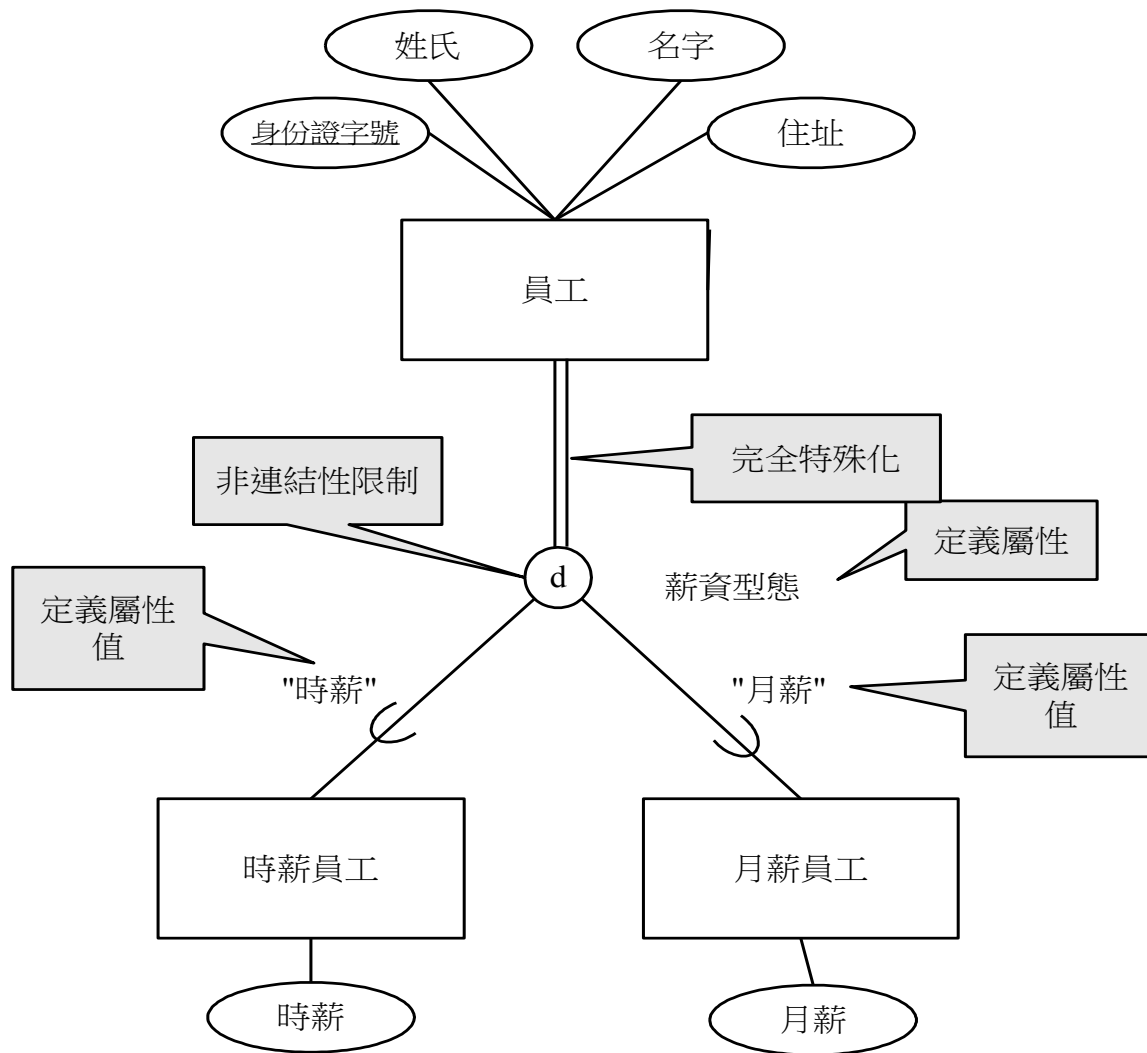 姓氏
名字
身份證字號
住址
員工
非連結性限制
完全特殊化
定義屬性
d
薪資型態
定義屬性
值
"時薪"
"月薪"
定義屬性
值
時薪員工
月薪員工
時薪
月薪